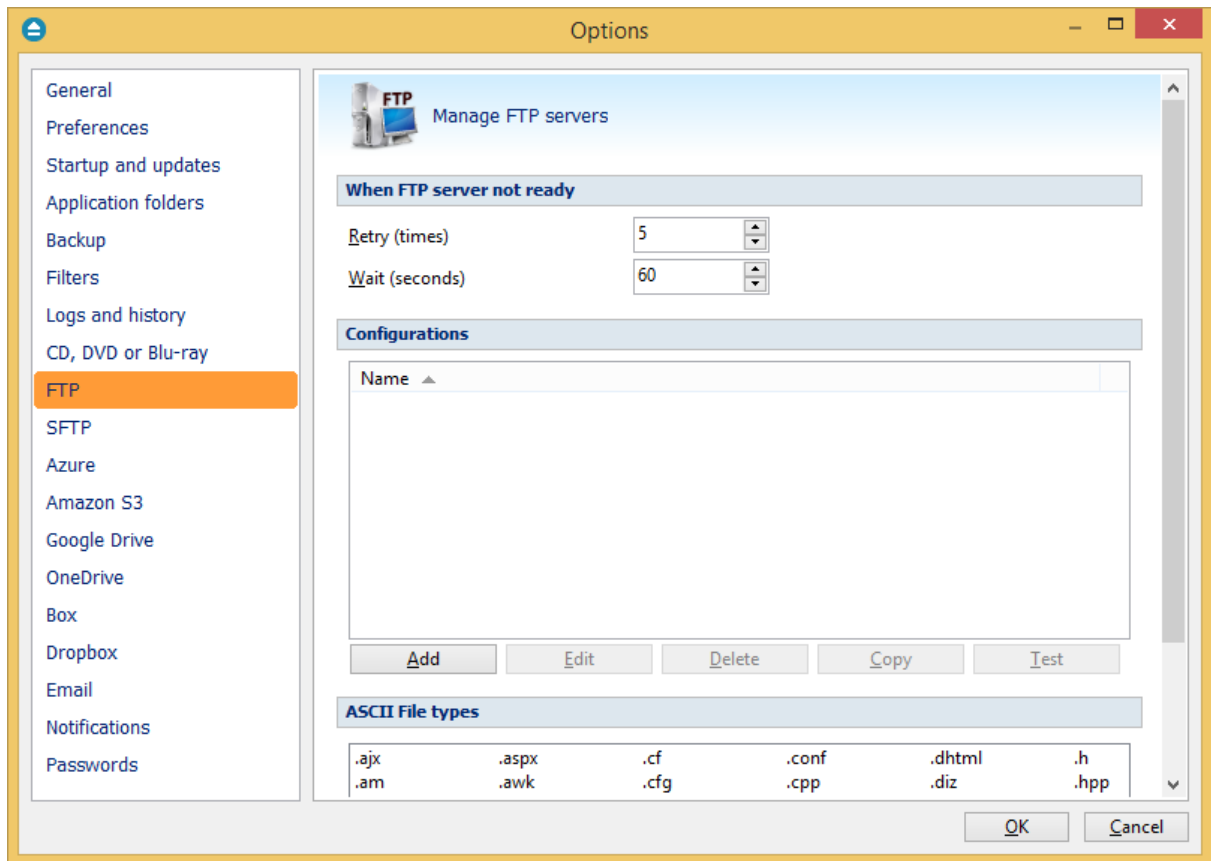 Options
General
Preferences
Startup and updates
Application folders
Backup
Filters
Logs and history
CD, DVD or Blu-ray
FTP
SFTP
Azure
Amazon S3
Google Drive
OneDrive
Box
Dropbox
Email
Notifications
Passwords
FTP
Manage FTP servers
When FTP server not ready
Retry (times) 5
Wait (seconds) 60
Configurations
Name
Add Edit Delete Copy Test
ASCII File types
.ajx .aspx .cf .conf .dhtml .h
.am .awk .cfg .cpp .diz .hpp
OK Cancel